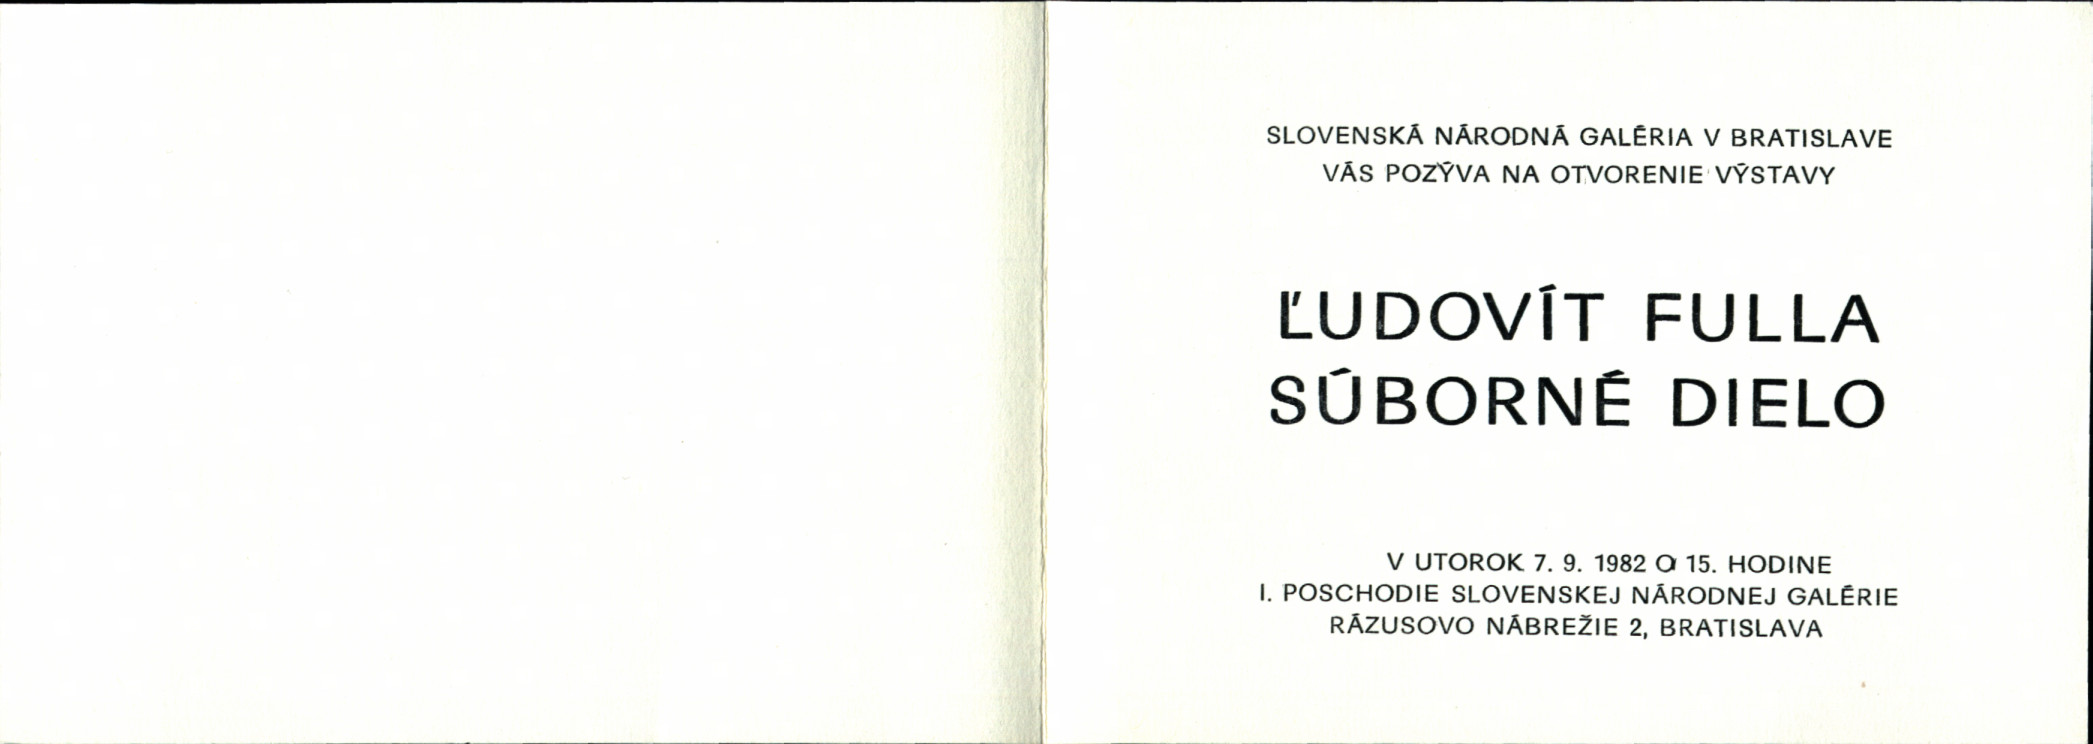 SLOVENSKÁ NÁRODNÁ GALÉRIA V BRATISLAVE
VÁS POZÝVA NA OTVORENIE VÝSTAVY
ĽUDOVÍT FULLA
SÚBORNÉ DIELO
V UTOROK 7. 9. 1982 O 15. HODINE
I. POSCHODIE SLOVENSKEJ NÁRODNEJ GALÉRIE
RÁZUSOVO NÁBREŽIE 2, BRATISLAVA